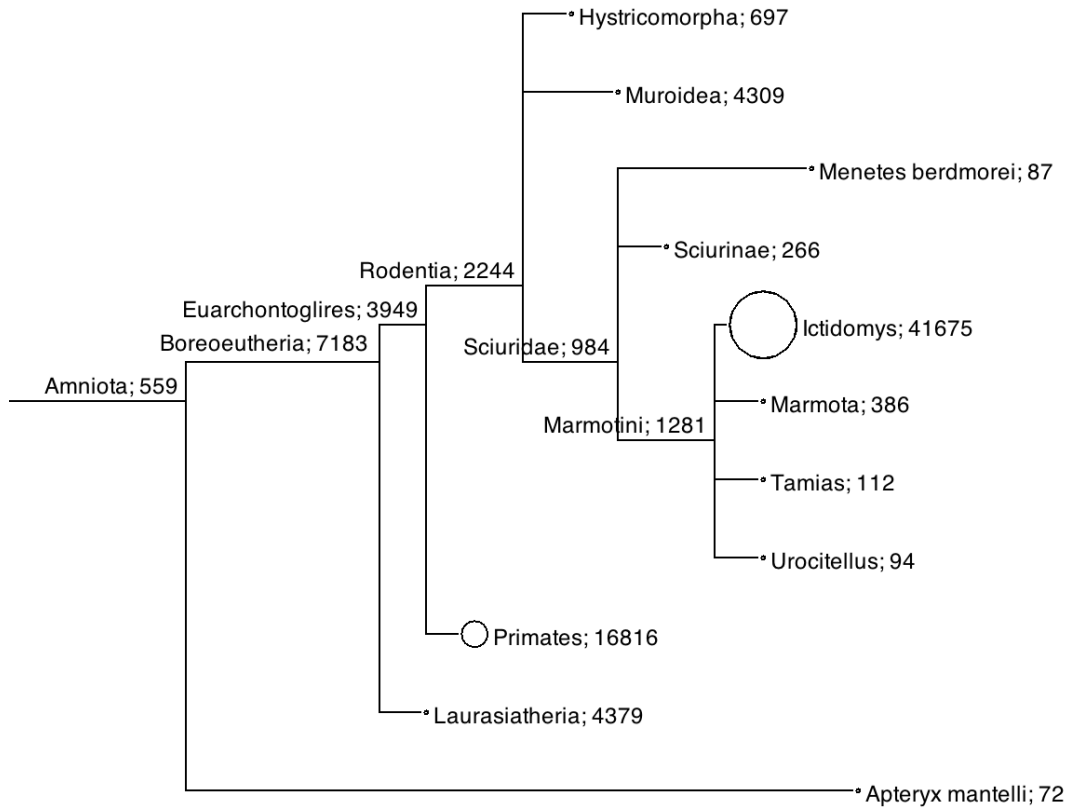 Hystricomorpha; 697
Muroidea; 4309
Menetes berdmorei; 87
Sciurinae; 266
Rodentia; 2244
Euarchontoglires; 3949
Ictidomys; 41675
Boreoeutheria; 7183
Sciuridae; 984
Amniota; 559
Marmota; 386
Marmotini; 1281
Tamias; 112
Urocitellus; 94
Primates; 16816
Laurasiatheria; 4379
Apteryx mantelli; 72